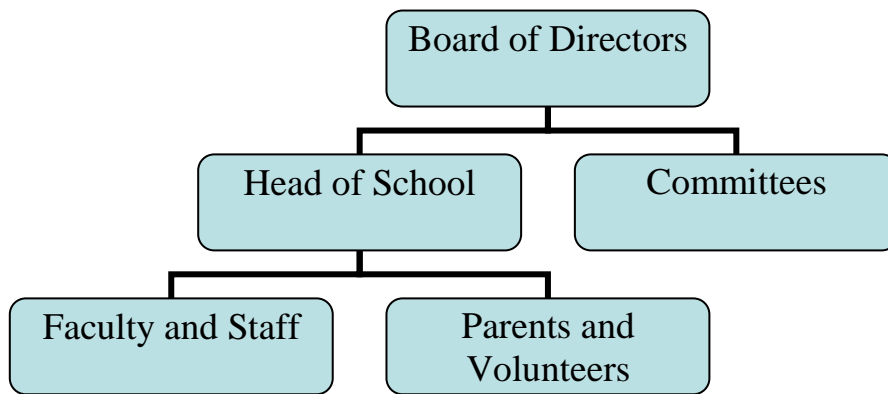 Board of Directors
Head of School
Committees
Faculty and Staff
Parents and
Volunteers